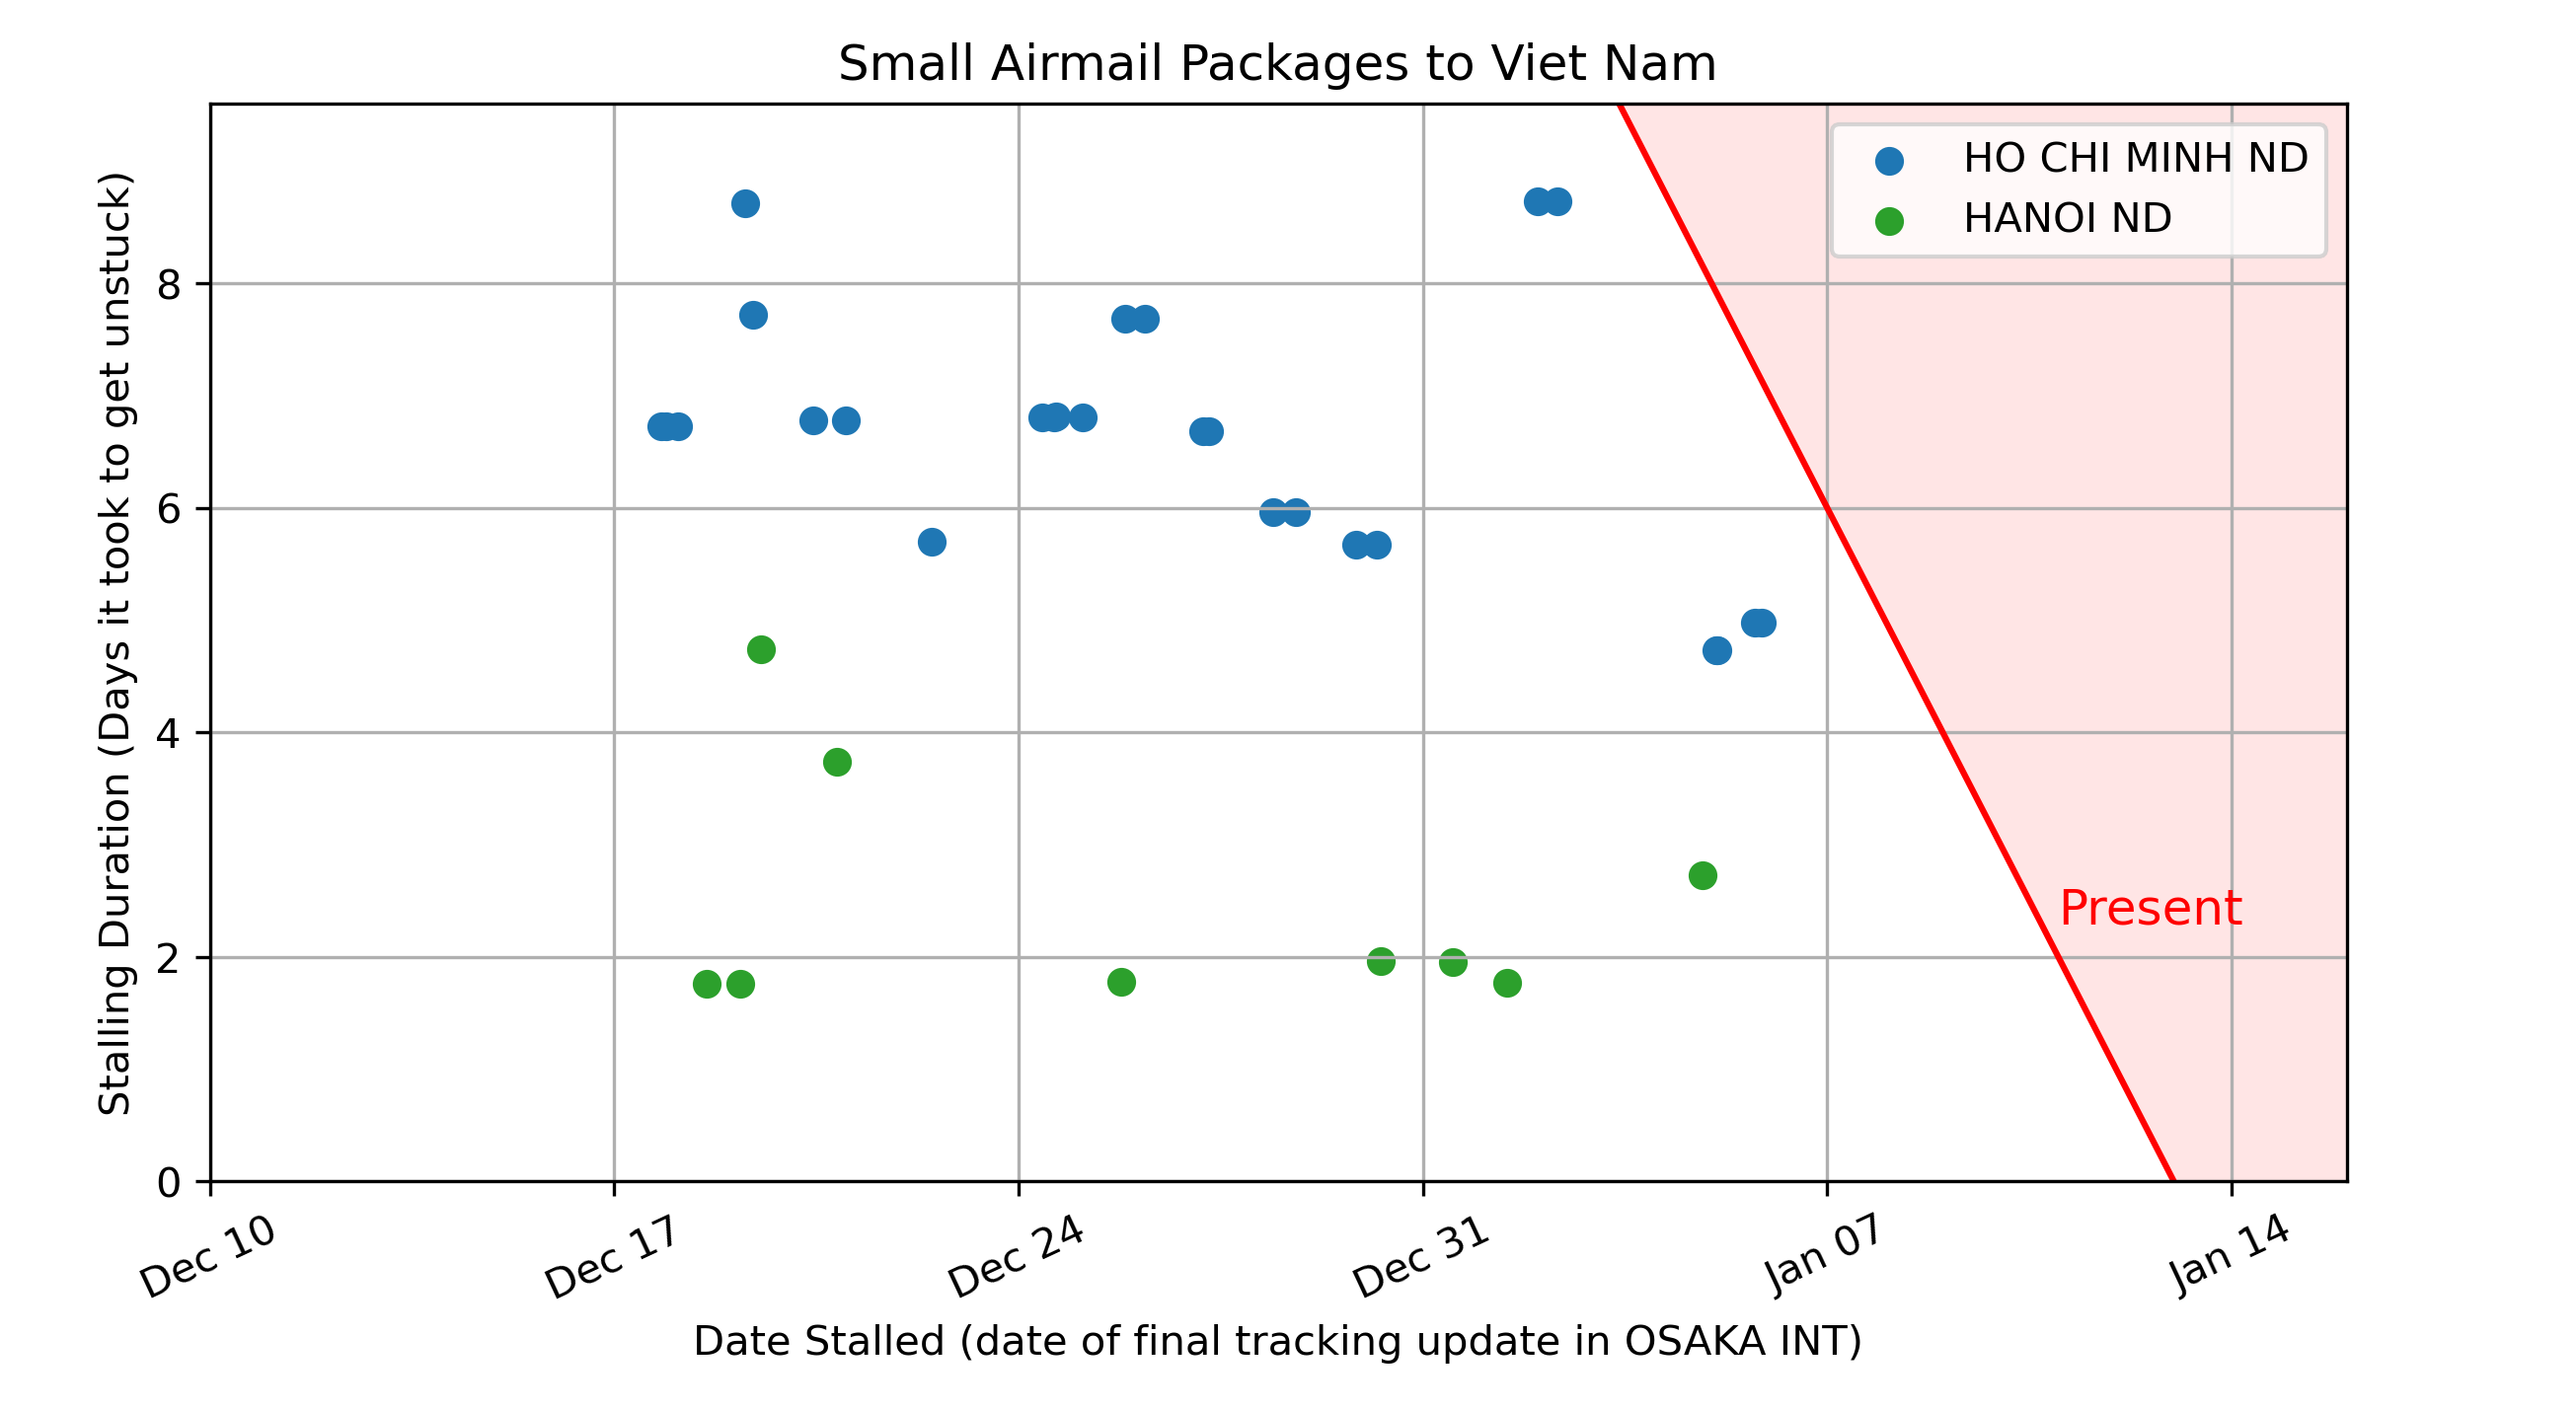 Small Airmail Packages to Viet Nam
HO CHI MINH ND
HANOI ND
Stalling Duration (Days it took to get unstuck)
8
6
4
2
0
Present
Dec 10
Dec 17
Dec 24
Dec 31
Jan 07
Jan 14
Date Stalled (date of final tracking update in OSAKA INT)